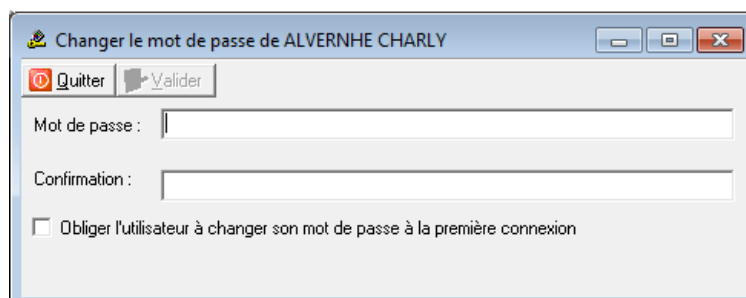 Changer le mot de passe de ALVERNHE CHARLY
Quitter Valider
Mot de passe :
Confirmation :
Obliger l'utilisateur à changer son mot de passe à la première connexion